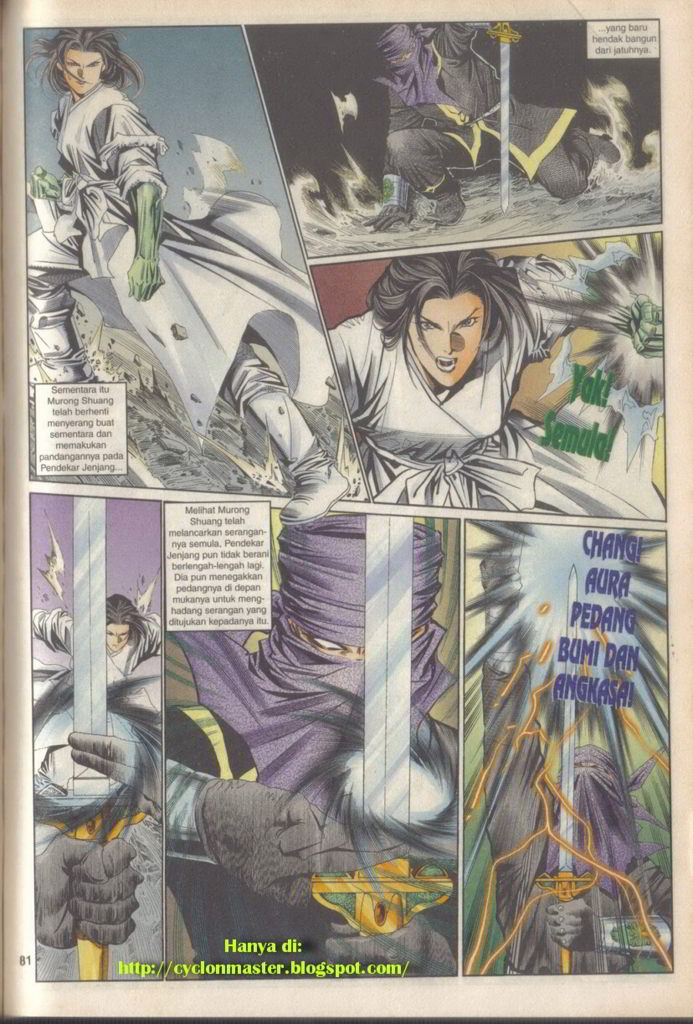 Sementara itu
Murong Shuang
telah berhenti
menyerang buat
sementara dan
memakukan
pandangannya pada
Pendekar Jenjang...
...yang baru
hendak bangun
dari jatuhnya.
Yak!
Semula!
Melihat Murong
Shuang telah
melancarkan serangan-
nya semula, Pendekar
Jenjang pun tidak berani
berlengah-lengah lagi.
Dia pun menegakkan
pedangnya di depan
mukanya untuk meng-
hadang serangan yang
ditujukan kepadanya itu.
CHANGI
AURA
PEDANG
BUMI DAN
ANGKASA!
81
Hanya di:
http://cyclonmaster.blogspot.com/